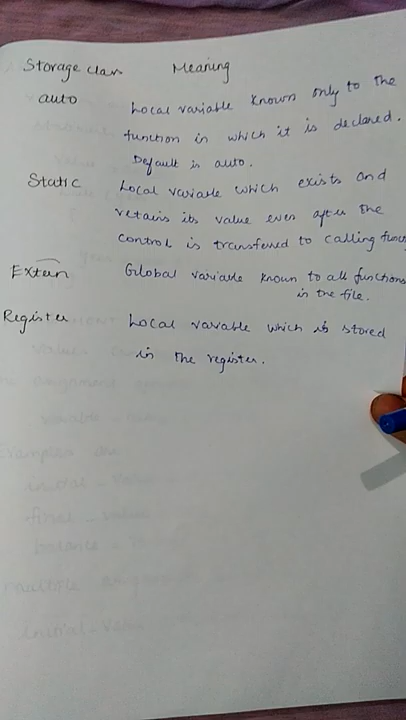 Storage class Meaning
auto Local variable known only to the
function in which it is declared.
Default is auto.
Static Local variable which exists and
retains its value even after the
control is transferred to calling
Extern Global variable known to all functions
in the file.
Register Local variable which is stored
in the register.